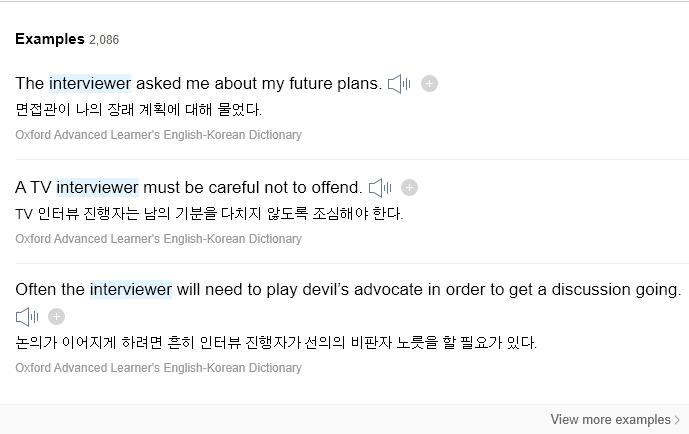 Examples 2,086
The interviewer asked me about my future plans.
면접관이 나의 장래 계획에 대해 물었다.
Oxford Advanced Learner's English-Korean Dictionary
A TV interviewer must be careful not to offend.
TV 인터뷰 진행자는 남의 기분을 다치지 않도록 조심해야 한다.
Oxford Advanced Learner's English-Korean Dictionary
Often the interviewer will need to play devil’s advocate in order to get a discussion going.
논의가 이어지게 하려면 흔히 인터뷰 진행자가 선의의 비판자 노릇을 할 필요가 있다.
Oxford Advanced Learner's English-Korean Dictionary
View more examples